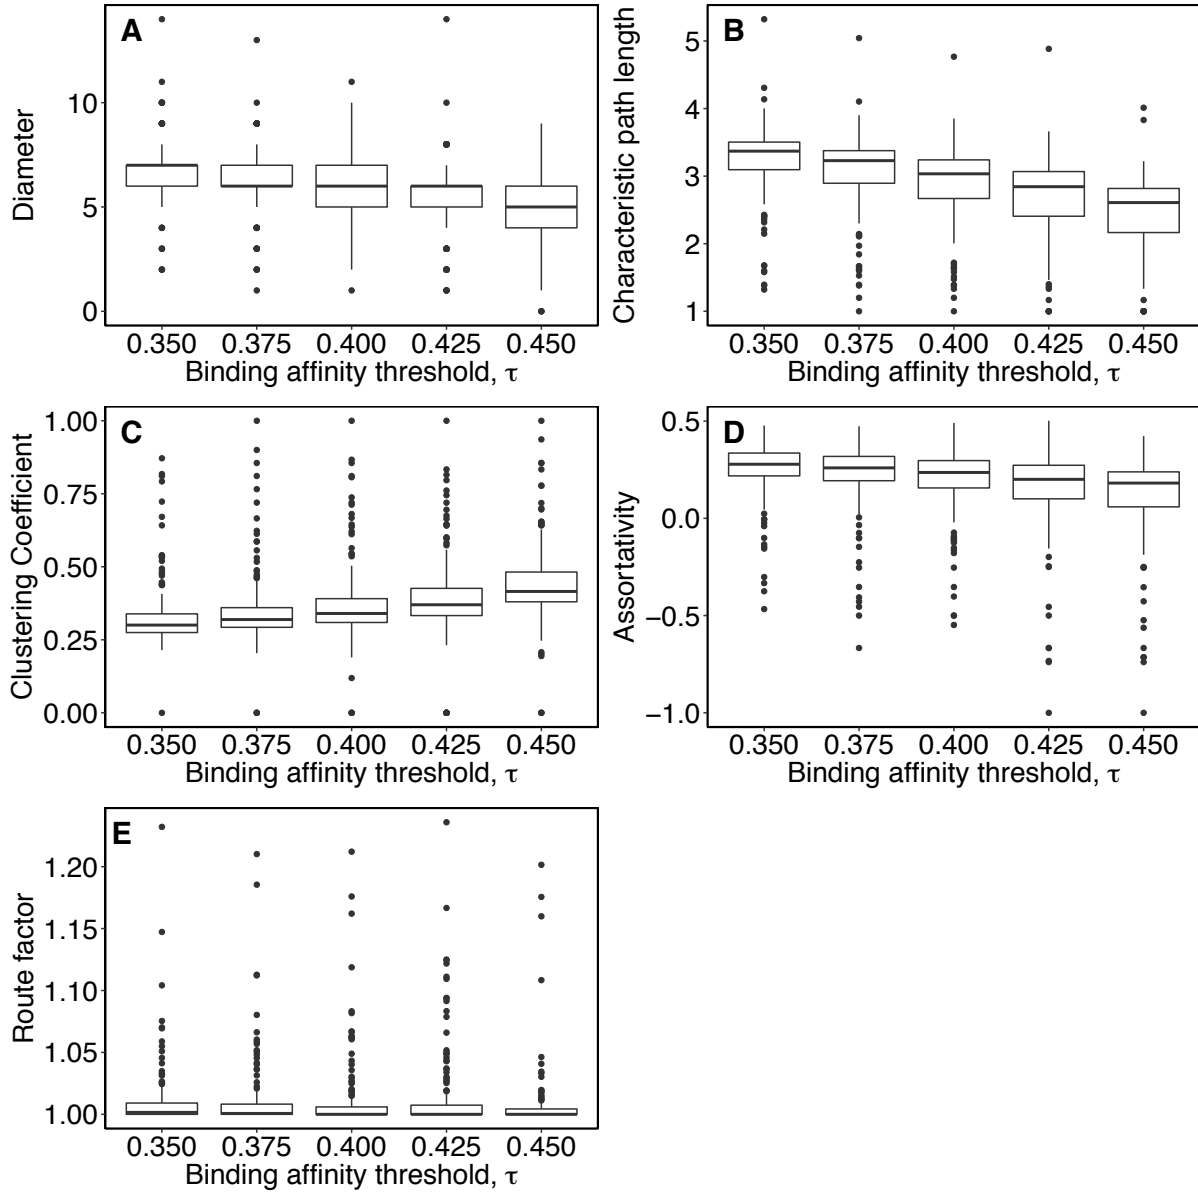 A
Diameter
10
5
0
0.350 0.375 0.400 0.425 0.450
Binding affinity threshold, τ
B
Characteristic path length
5
4
3
2
1
0.350 0.375 0.400 0.425 0.450
Binding affinity threshold, τ
C
Clustering Coefficient
1.00
0.75
0.50
0.25
0.00
0.350 0.375 0.400 0.425 0.450
Binding affinity threshold, τ
D
Assortativity
0.5
0.0
−0.5
−1.0
0.350 0.375 0.400 0.425 0.450
Binding affinity threshold, τ
E
Route factor
1.20
1.15
1.10
1.05
1.00
0.350 0.375 0.400 0.425 0.450
Binding affinity threshold, τ